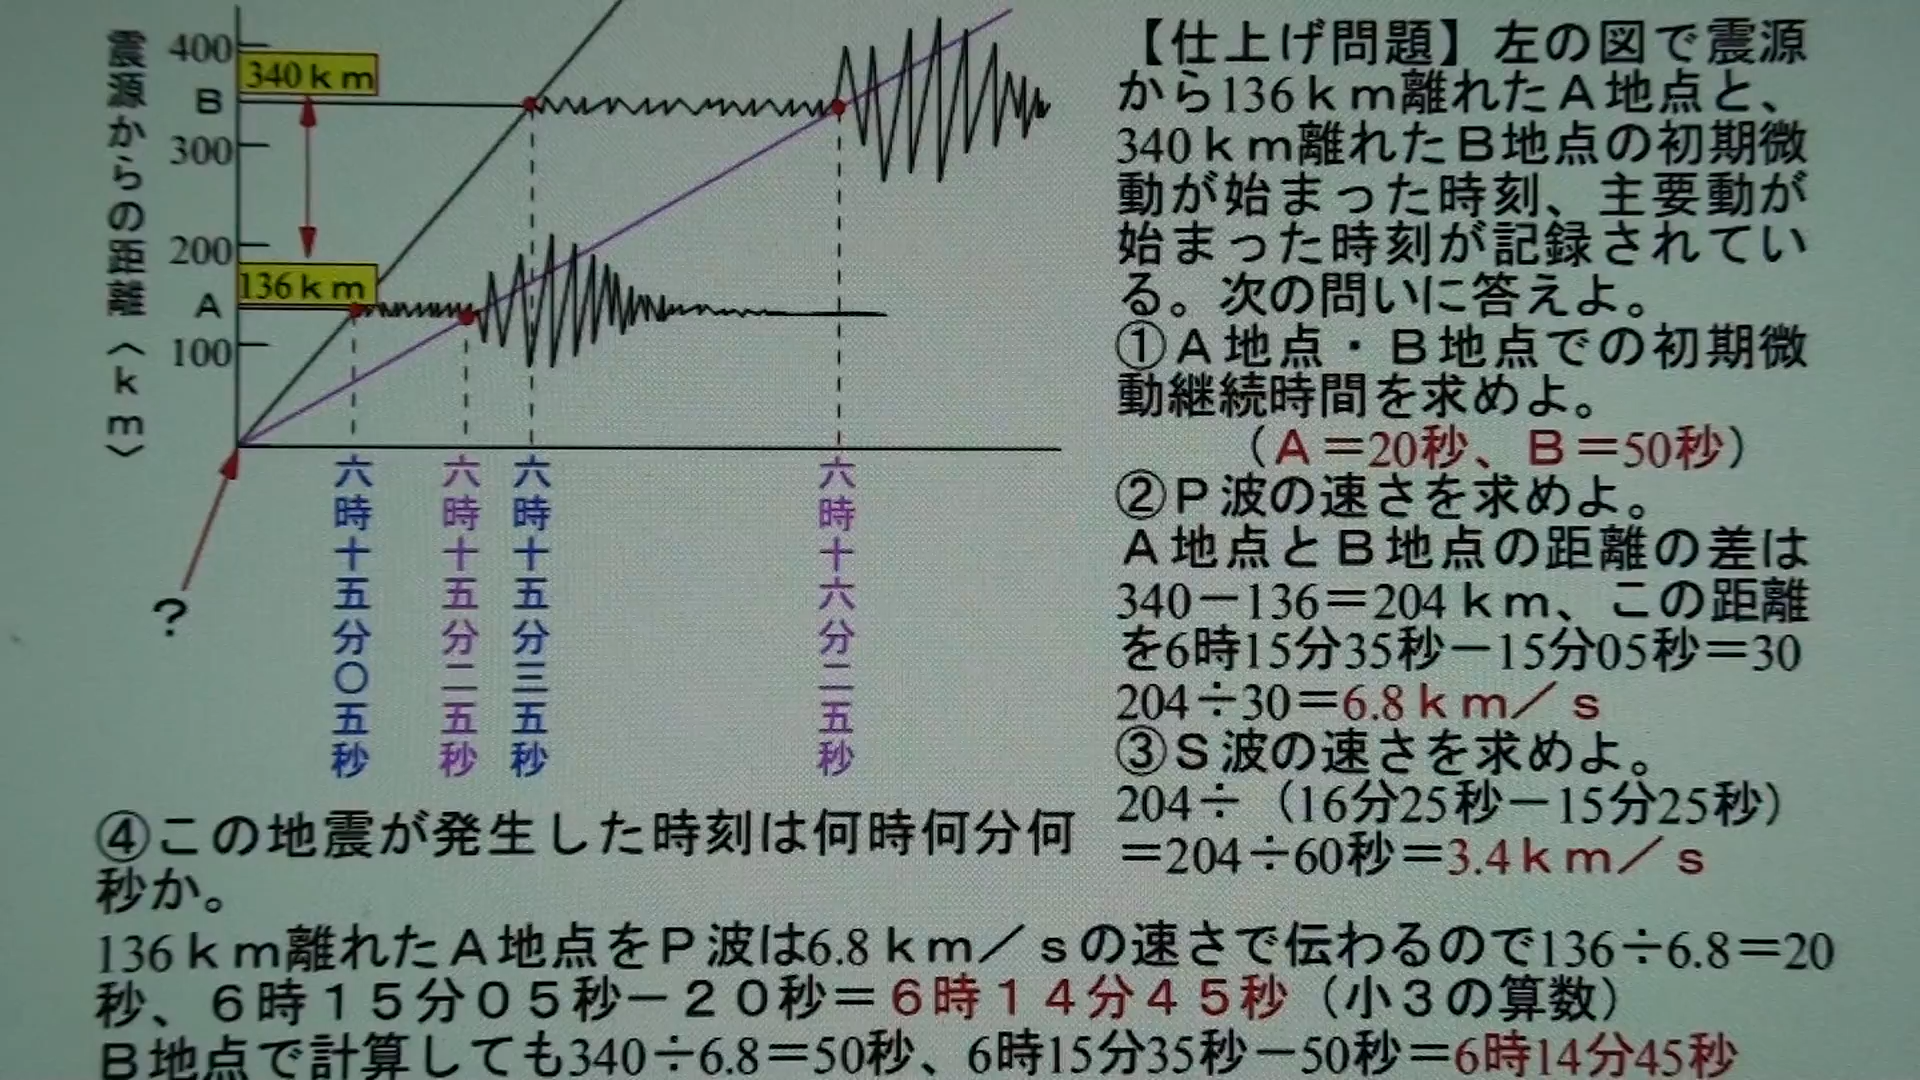 震源からの距離〈km〉
400
340km
B
300
200
136km
A
100
?
六時十五分〇五秒
六時十五分二五秒
六時十五分三五秒
六時十六分二五秒
【仕上げ問題】左の図で震源
から136km離れたA地点と、
340km離れたB地点の初期微
動が始まった時刻、主要動が
始まった時刻が記録されてい
る。次の問いに答えよ。
①A地点・B地点での初期微
動継続時間を求めよ。
（A＝20秒、B＝50秒）
②P波の速さを求めよ。
A地点とB地点の距離の差は
340－136＝204km、この距離
を6時15分35秒－15分05秒＝30
204÷30＝6.8km／s
③S波の速さを求めよ。
204÷（16分25秒－15分25秒）
＝204÷60秒＝3.4km／s
④この地震が発生した時刻は何時何分何
秒か。
136km離れたA地点をP波は6.8km／sの速さで伝わるので136÷6.8＝20
秒、6時15分05秒－20秒＝6時14分45秒（小3の算数）
B地点で計算しても340÷6.8＝50秒、6時15分35秒－50秒＝6時14分45秒